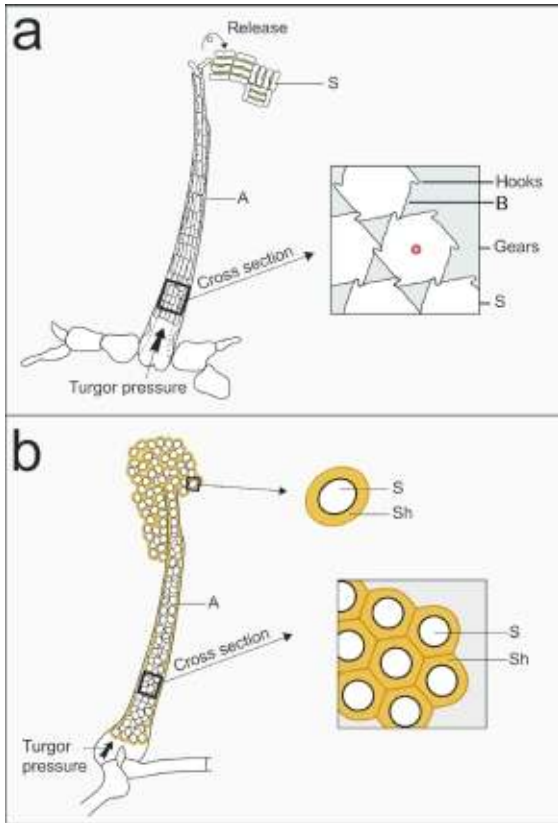 a
Release
S
A
Hooks
B
Gears
S
Cross section
Turgor pressure
b
S
Sh
A
S
Sh
Cross section
Turgor
pressure